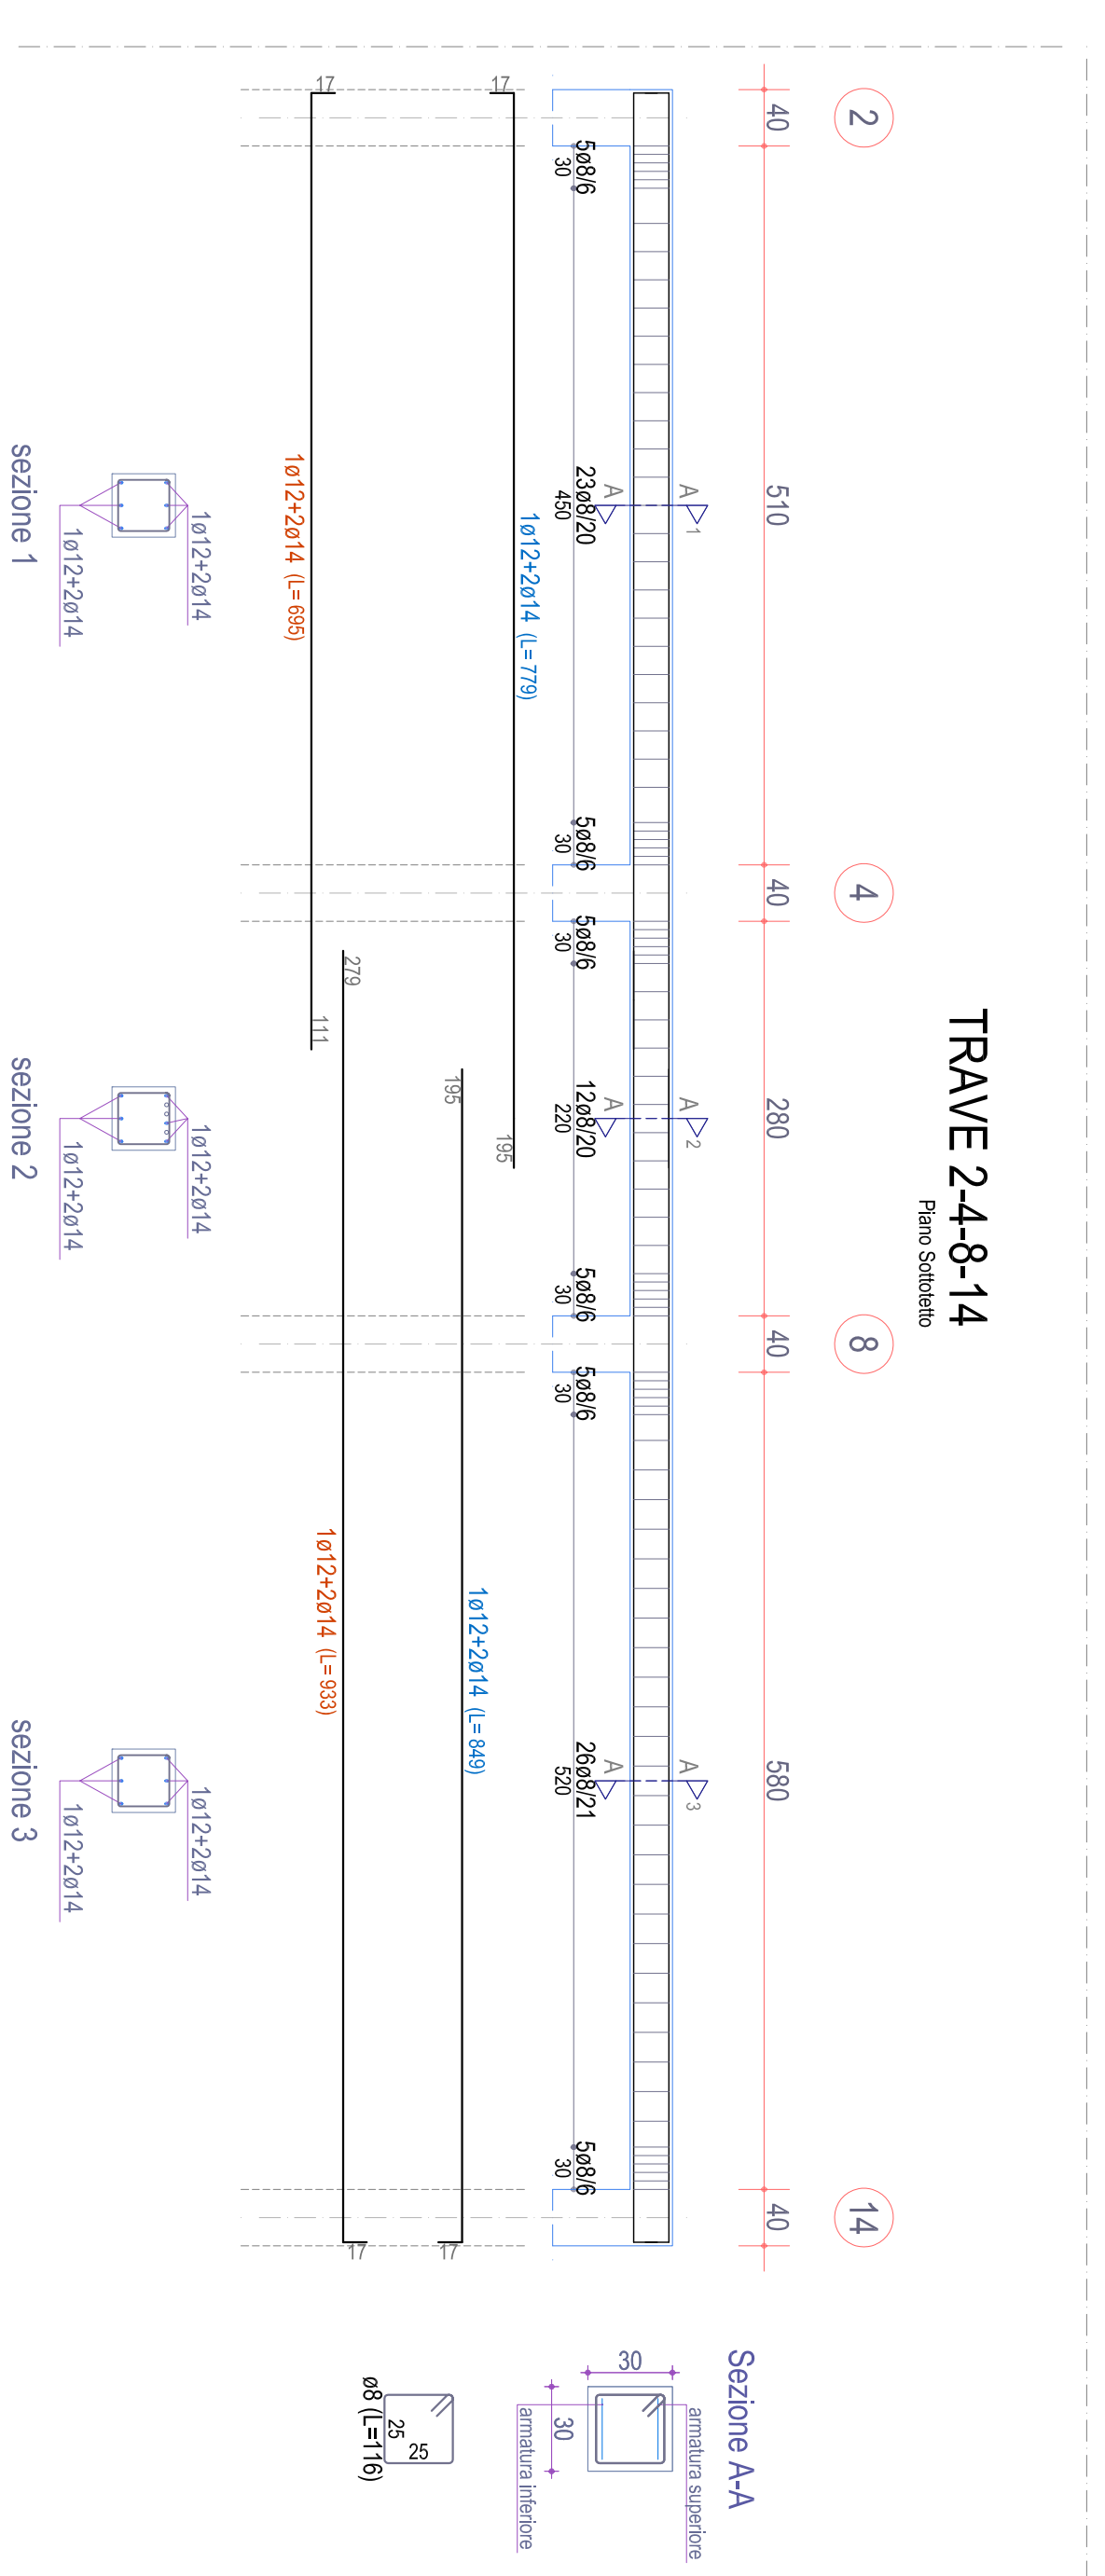 TRAVE 2-4-8-14
Piano Sottotetto
2
4
8
14
40
510
40
280
40
580
40
A
1
A
2
A
3
A
A
A
5ø8/6
23ø8/20
5ø8/6
5ø8/6
12ø8/20
5ø8/6
5ø8/6
26ø8/21
5ø8/6
30
450
30
30
220
30
30
520
30
17
1ø12+2ø14 (L= 779)
195
195
1ø12+2ø14 (L= 849)
17
279
1ø12+2ø14 (L= 933)
17
17
1ø12+2ø14 (L= 695)
111
1ø12+2ø14
1ø12+2ø14
sezione 1
1ø12+2ø14
1ø12+2ø14
sezione 2
1ø12+2ø14
1ø12+2ø14
sezione 3
Sezione A-A
armatura superiore
30
30
armatura inferiore
25
25
ø8 (L=116)